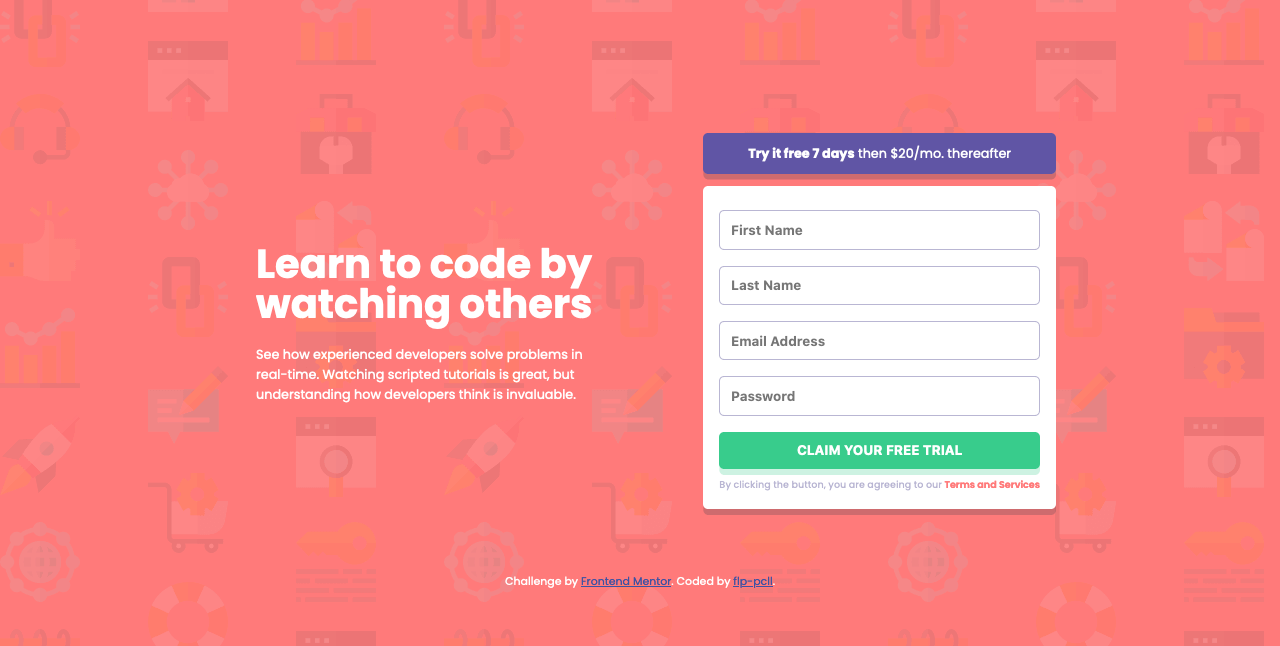 Learn to code by
watching others
See how experienced developers solve problems in
real-time. Watching scripted tutorials is great, but
understanding how developers think is invaluable.
Try it free 7 days then $20/mo. thereafter
First Name
Last Name
Email Address
Password
CLAIM YOUR FREE TRIAL
By clicking the button, you are agreeing to our Terms and Services
Challenge by Frontend Mentor. Coded by flp-pcll.